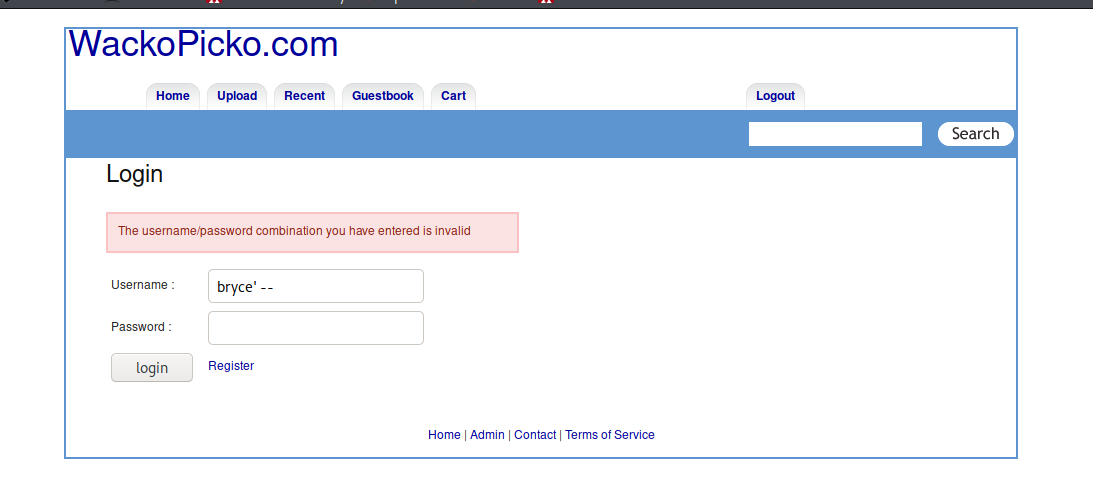 WackoPicko.com
Home Upload Recent Guestbook Cart Logout
Search
Login
The username/password combination you have entered is invalid
Username : bryce' --
Password :
login Register
Home | Admin | Contact | Terms of Service